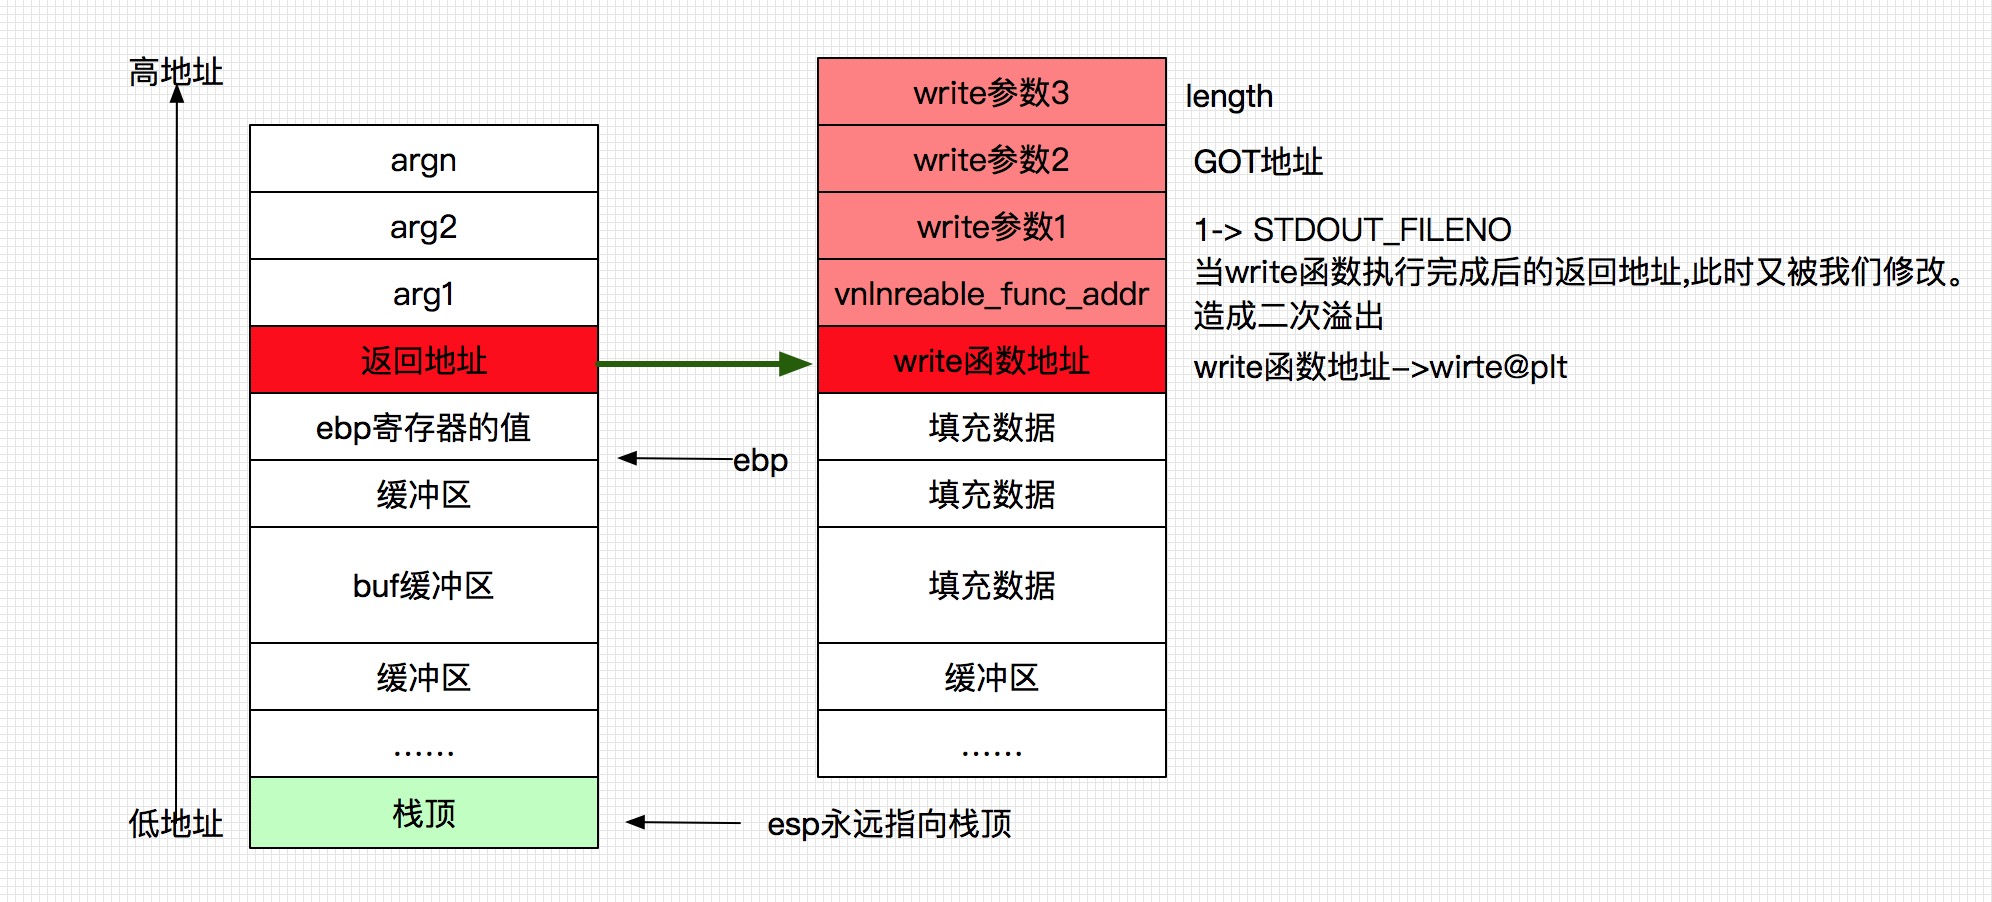 高地址
argn
arg2
arg1
返回地址
ebp寄存器的值
缓冲区
buf缓冲区
缓冲区
......
栈顶
低地址
ebp
esp永远指向栈顶
write参数3
write参数2
write参数1
vnlnreable_func_addr
write函数地址
填充数据
填充数据
填充数据
缓冲区
......
length
GOT地址
1-> STDOUT_FILENO
当write函数执行完成后的返回地址,此时又被我们修改。
造成二次溢出
write函数地址->wirte@plt